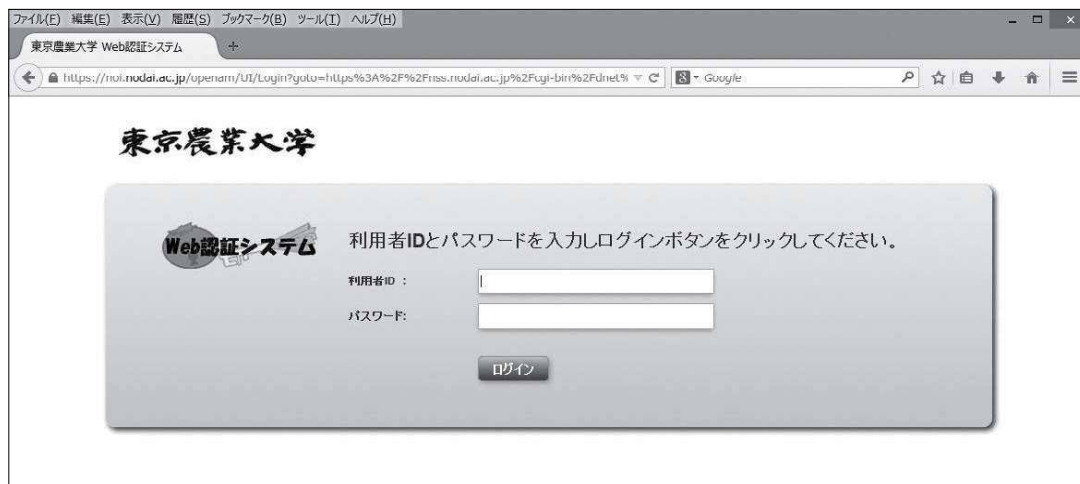 ファイル(F) 編集(E) 表示(V) 履歴(S) ブックマーク(B) ツール(T) ヘルプ(H)
東京農業大学 Web認証システム
https://noi.nodai.ac.jp/openam/UI/Login?goto=https%3A%2F%2Fnss.nodai.ac.jp%2Fcgi-bin%2Fdnet% Google
東京農業大学
Web認証システム
利用者IDとパスワードを入力しログインボタンをクリックしてください。
利用者ID :
パスワード:
ログイン